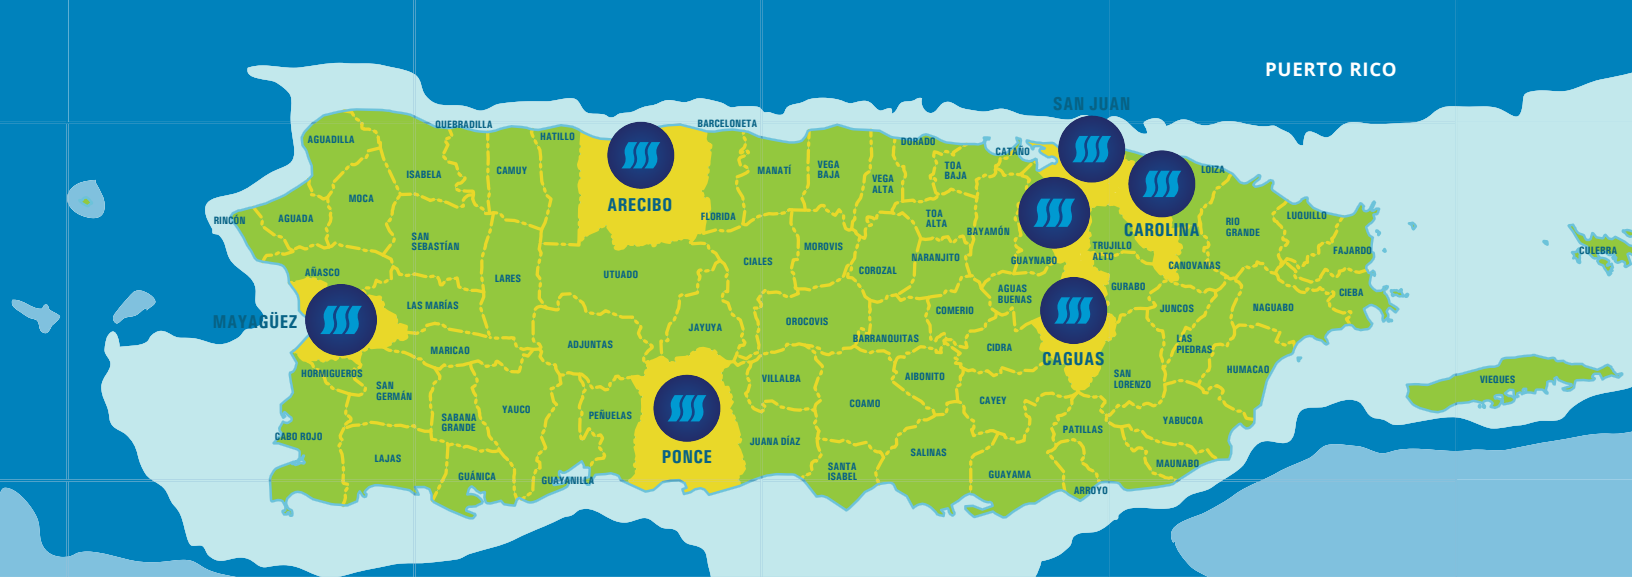 PUERTO RICO
SAN JUAN
QUEBRADILLA
BARCELONETA
AGUADILLA
HATILLO
DORADO
CATAÑO
ISABELA
CAMUY
MANATÍ
VEGA
BAJA
VEGA
ALTA
TOA
BAJA
LOIZA
MOCA
ARECIBO
RINCÓN
AGUADA
FLORIDA
TOA
ALTA
BAYAMÓN
CAROLINA
RIO
GRANDE
LUQUILLO
SAN
SEBASTÍAN
MOROVIS
TRUJILLO
ALTO
FAJARDO
CULEBRA
AÑASCO
LARES
UTUADO
CIALES
COROZAL
NARANJITO
GUAYNABO
CANOVANAS
AGUAS
BUENAS
GURABO
CIEBA
LAS MARÍAS
COMERIO
JUNCOS
NAGUABO
MAYAGÜEZ
JAYUYA
OROCOVIS
MARICAO
ADJUNTAS
BARRANQUITAS
CIDRA
CAGUAS
LAS
PIEDRAS
HORMIGUEROS
SAN
GERMÁN
VILLALBA
AIBONITO
SAN
LORENZO
HUMACAO
VIEQUES
SABANA
GRANDE
YAUCO
PEÑUELAS
COAMO
CAYEY
PATILLAS
YABUCOA
CABO ROJO
JUANA DÍAZ
LAJAS
PONCE
SALINAS
MAUNABO
GUÁNICA
GUAYANILLA
SANTA
ISABEL
GUAYAMA
ARROYO